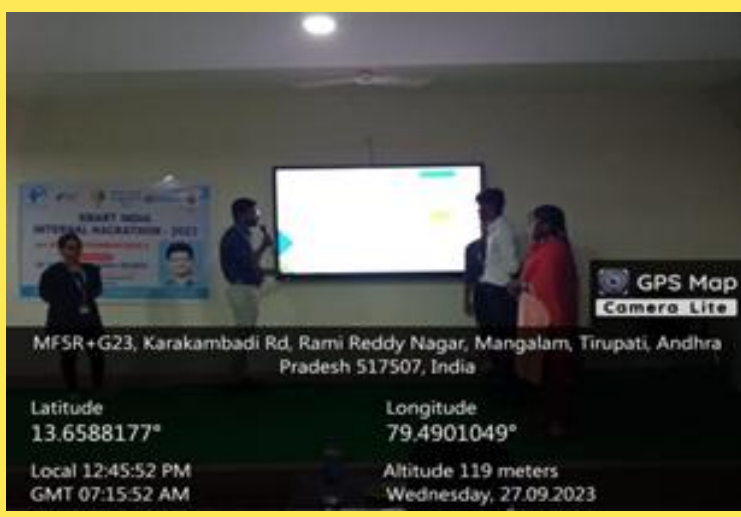 SMART INDIA
INTERNAL HACKATHON - 2023
GPS Map
Camera Lite
MF5R+G23, Karakambadi Rd, Rami Reddy Nagar, Mangalam, Tirupati, Andhra
Pradesh 517507, India
Latitude
13.6588177°
Longitude
79.4901049°
Local 12:45:52 PM
GMT 07:15:52 AM
Altitude 119 meters
Wednesday, 27.09.2023